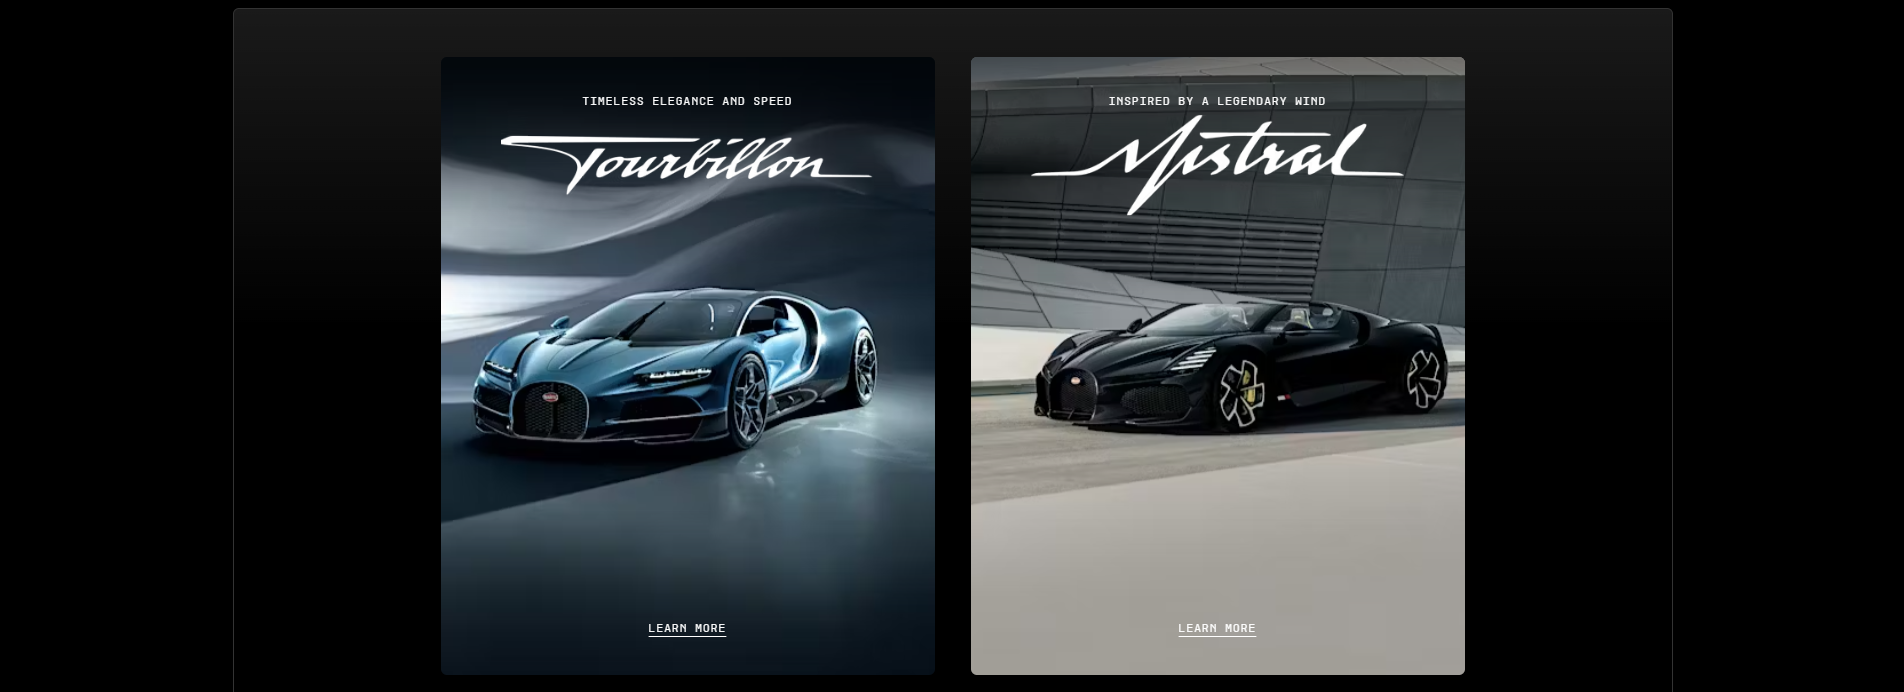 TIMELESS ELEGANCE AND SPEED
Tourbillon
LEARN MORE
INSPIRED BY A LEGENDARY WIND
Mistral
LEARN MORE